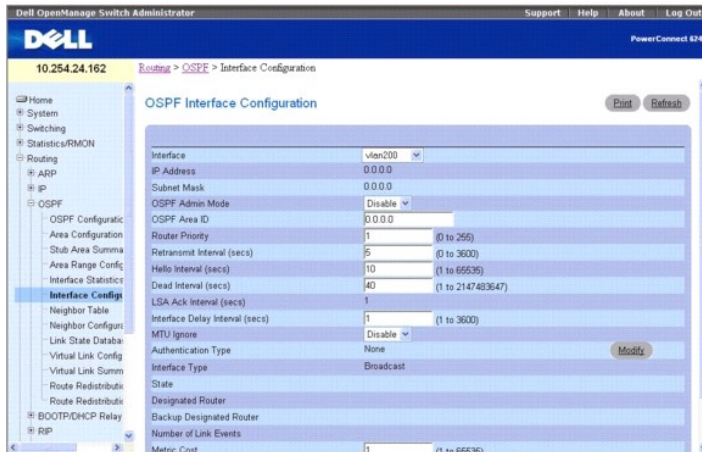 Dell OpenManage Switch Administrator
Support Help About Log Out
DELL
PowerConnect 624
10.254.24.162
Routing > OSPF > Interface Configuration
Home
System
Switching
Statistics/RMON
Routing
ARP
IP
OSPF
OSPF Configuratic
Area Configuration
Stub Area Summa
Area Range Config
Interface Statistics
Interface Configu
Neighbor Table
Neighbor Configura
Link State Databa
Virtual Link Config
Virtual Link Summ
Route Redistributic
Route Redistributic
BOOTP/DHCP Relay
RIP
OSPF Interface Configuration
Print Refresh
Interface vlan200
IP Address 0.0.0.0
Subnet Mask 0.0.0.0
OSPF Admin Mode Disable
OSPF Area ID 0.0.0.0
Router Priority 1 (0 to 255)
Retransmit Interval (secs) 5 (0 to 3600)
Hello Interval (secs) 10 (1 to 65535)
Dead Interval (secs) 40 (1 to 2147483647)
LSA Ack Interval (secs) 1
Interface Delay Interval (secs) 1 (1 to 3600)
MTU Ignore Disable
Authentication Type None Modify
Interface Type Broadcast
State
Designated Router
Backup Designated Router
Number of Link Events
Metric Cost 1 (1 to 65535)